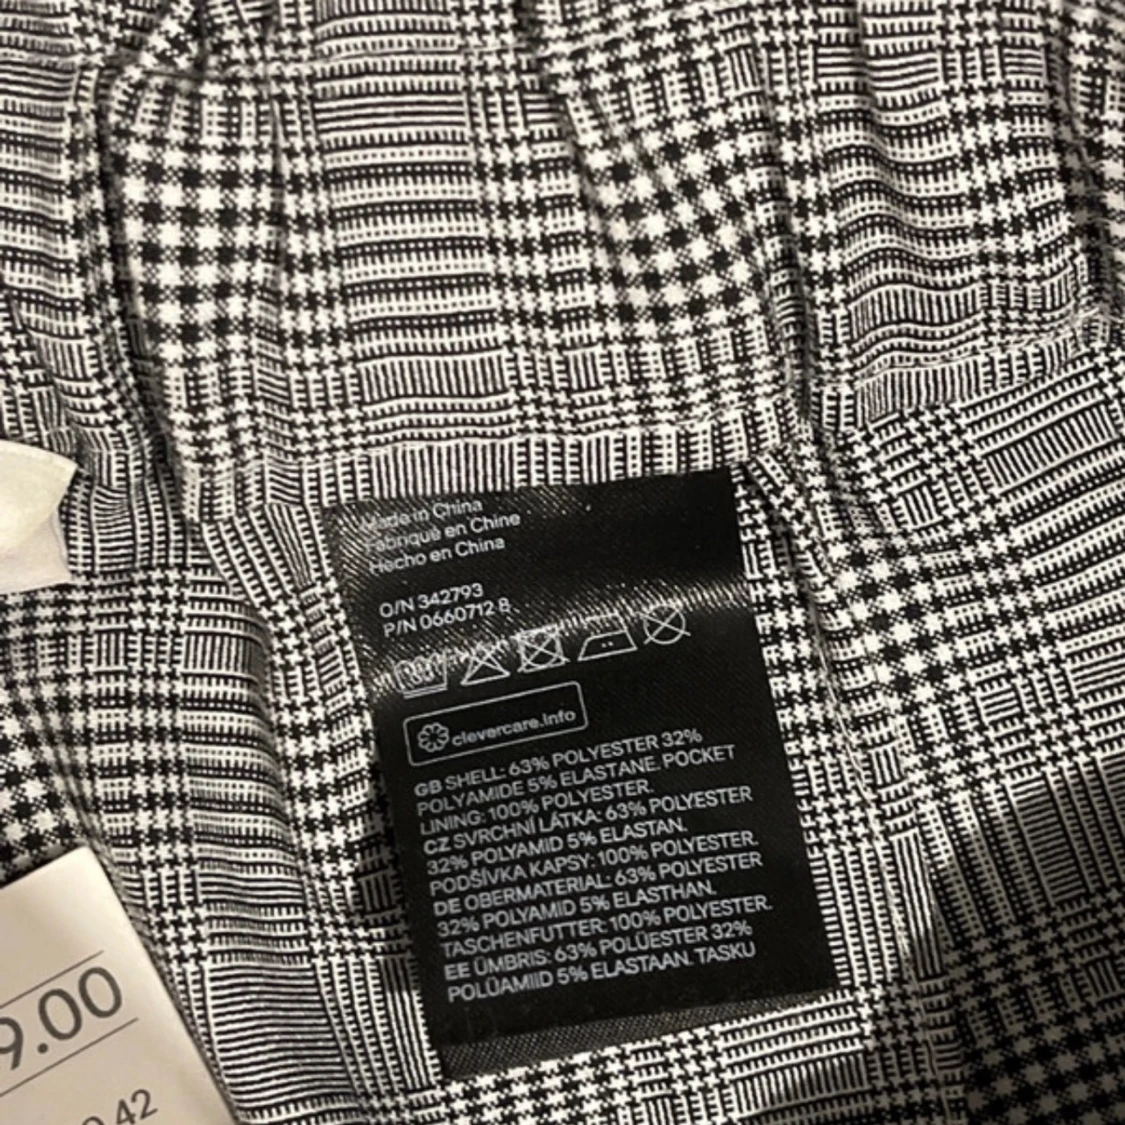 Made in China
Fabriqué en Chine
Hecho en China
O/N 342793
P/N 0660712 8
clevercare.info
GB SHELL: 63% POLYESTER 32%
POLYAMIDE 5% ELASTANE. POCKET
LINING: 100% POLYESTER.
CZ SVRCHNÍ LÁTKA: 63% POLYESTER
32% POLYAMID 5% ELASTAN.
PODŠÍVKA KAPSY: 100% POLYESTER.
DE OBERMATERIAL: 63% POLYESTER
32% POLYAMID 5% ELASTHAN.
TASCHENFUTTER: 100% POLYESTER.
EE ÜMBRIS: 63% POLÜESTER 32%
POLÜAMIID 5% ELASTAAN. TASKU
9.00
0.42